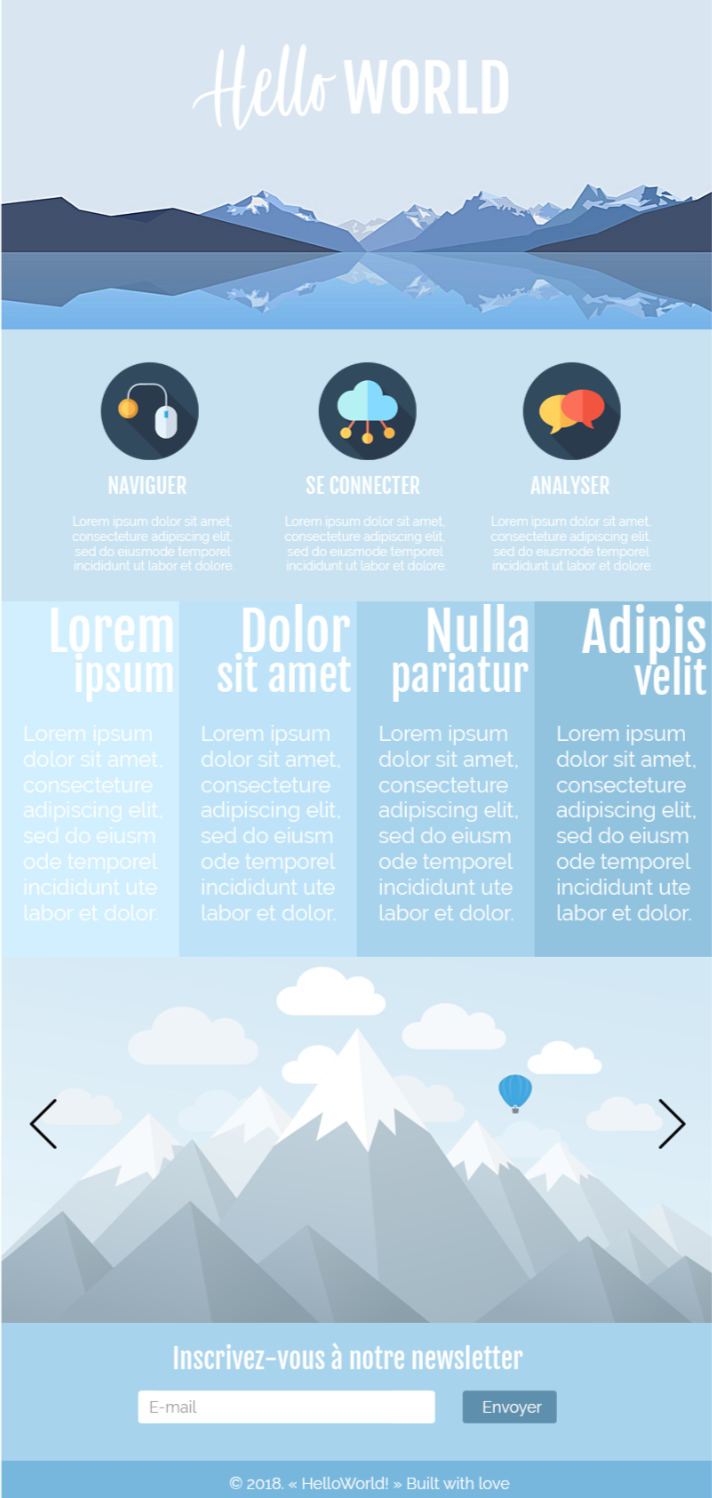 Hello WORLD
NAVIGUER
Lorem ipsum dolor sit amet,
consecteture adipiscing elit,
sed do eiusmode temporel
incididunt ut labor et dolore.
SE CONNECTER
Lorem ipsum dolor sit amet,
consecteture adipiscing elit,
sed do eiusmode temporel
incididunt ut labor et dolore.
ANALYSER
Lorem ipsum dolor sit amet,
consecteture adipiscing elit,
sed do eiusmode temporel
incididunt ut labor et dolore.
Lorem
ipsum
Lorem ipsum
dolor sit amet,
consecteture
adipiscing elit,
sed do eiusm
ode temporel
incididunt ute
labor et dolor.
Dolor
sit amet
Lorem ipsum
dolor sit amet,
consecteture
adipiscing elit,
sed do eiusm
ode temporel
incididunt ute
labor et dolor.
Nulla
pariatur
Lorem ipsum
dolor sit amet,
consecteture
adipiscing elit,
sed do eiusm
ode temporel
incididunt ute
labor et dolor.
Adipis
velit
Lorem ipsum
dolor sit amet,
consecteture
adipiscing elit,
sed do eiusm
ode temporel
incididunt ute
labor et dolor.
Inscrivez-vous à notre newsletter
E-mail
Envoyer
© 2018. « HelloWorld! » Built with love